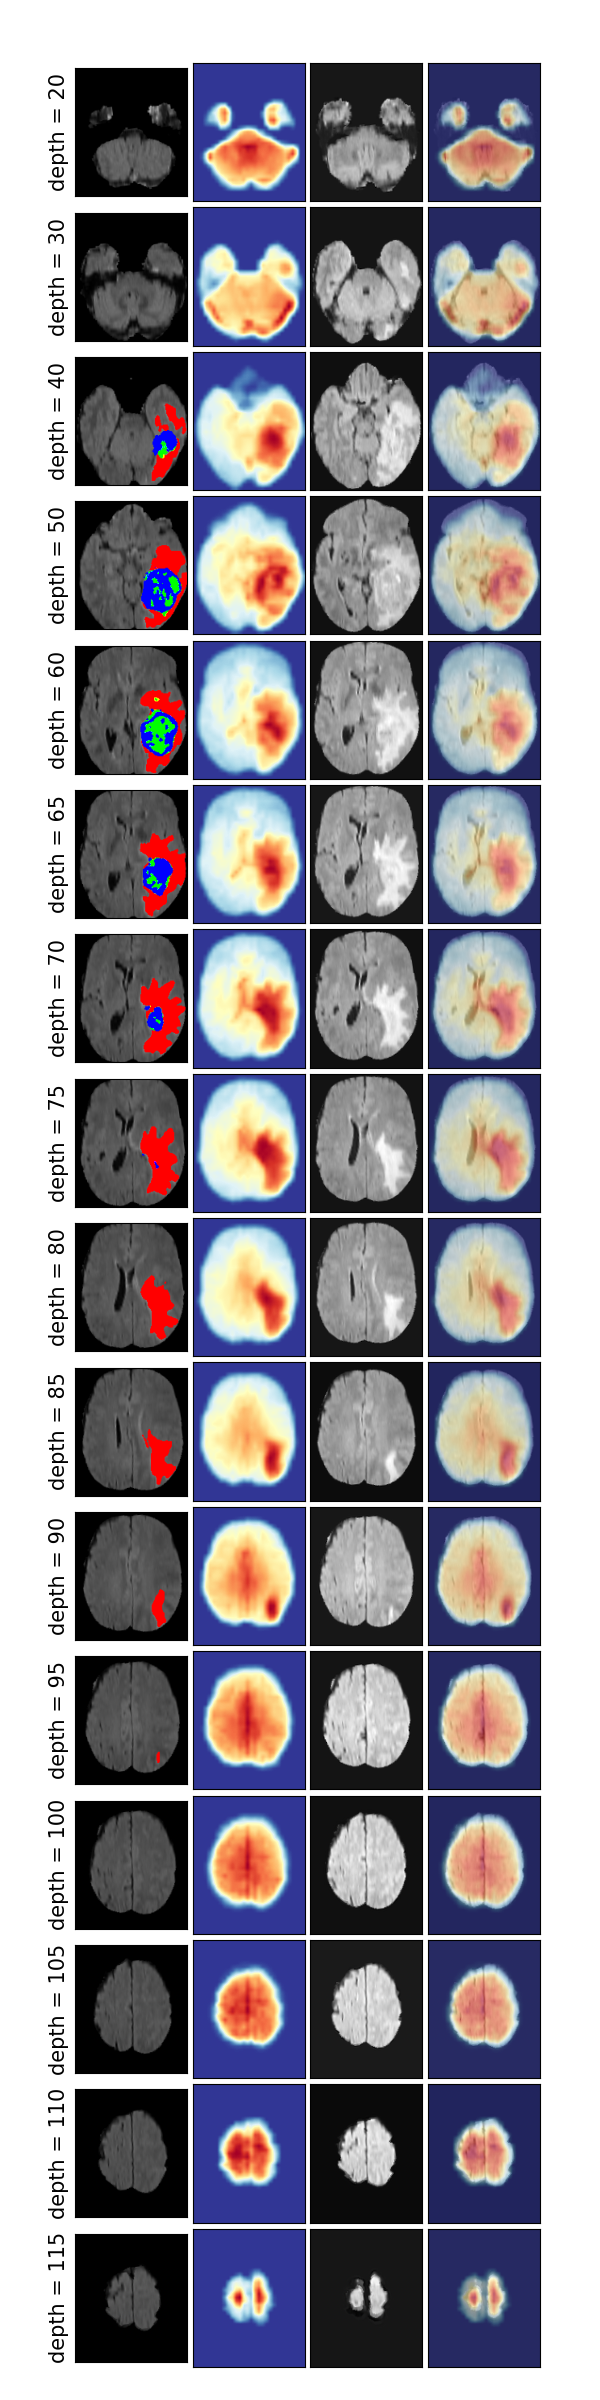 depth = 20
depth = 30
depth = 40
depth = 50
depth = 60
depth = 65
depth = 70
depth = 75
depth = 80
depth = 85
depth = 90
depth = 95
depth = 100
depth = 105
depth = 110
depth = 115